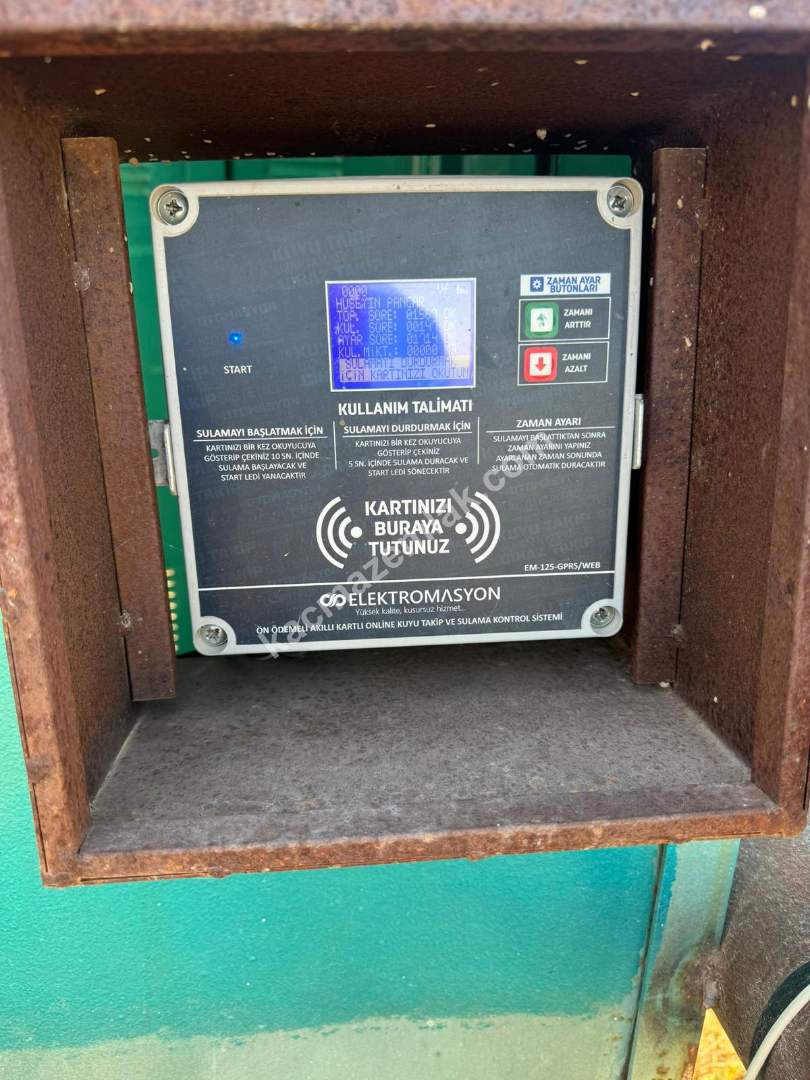 ZAMAN AYAR
BUTONLARI
ZAMANI
ARTTIR
ZAMANI
AZALT
START
0000
PANCAR
TOP. SÜRE:
KUL. SÜRE:
AYAR SÜRE:
KUL.MİKT.: 00000
SULAMAYI DURDURMAK
İÇİN KARTINIZI OKUTUN
KULLANIM TALİMATI
SULAMAYI BAŞLATMAK İÇİN
KARTINIZI BİR KEZ OKUYUCUYA
GÖSTERİP ÇEKİNİZ 10 SN. İÇİNDE
SULAMA BAŞLAYACAK VE
START LEDİ YANACAKTIR
SULAMAYI DURDURMAK İÇİN
KARTINIZI BİR KEZ OKUYUCUYA
GÖSTERİP ÇEKİNİZ
5 SN. İÇİNDE SULAMA DURACAK VE
START LEDİ SÖNECEKTİR
ZAMAN AYARI
SULAMAYI BAŞLATTIKTAN SONRA
ZAMAN AYARINI YAPINIZ
AYARLANAN ZAMAN SONUNDA
SULAMA OTOMATİK DURACAKTIR
KARTINIZI
BURAYA
TUTUNUZ
EM-125-GPRS/WEB
ELEKTROMASYON
Yüksek kalite, kusursuz hizmet..
ÖN ÖDEMELİ AKILLI KARTLI ONLİNE KUYU TAKİP VE SULAMA KONTROL SİSTEMİ